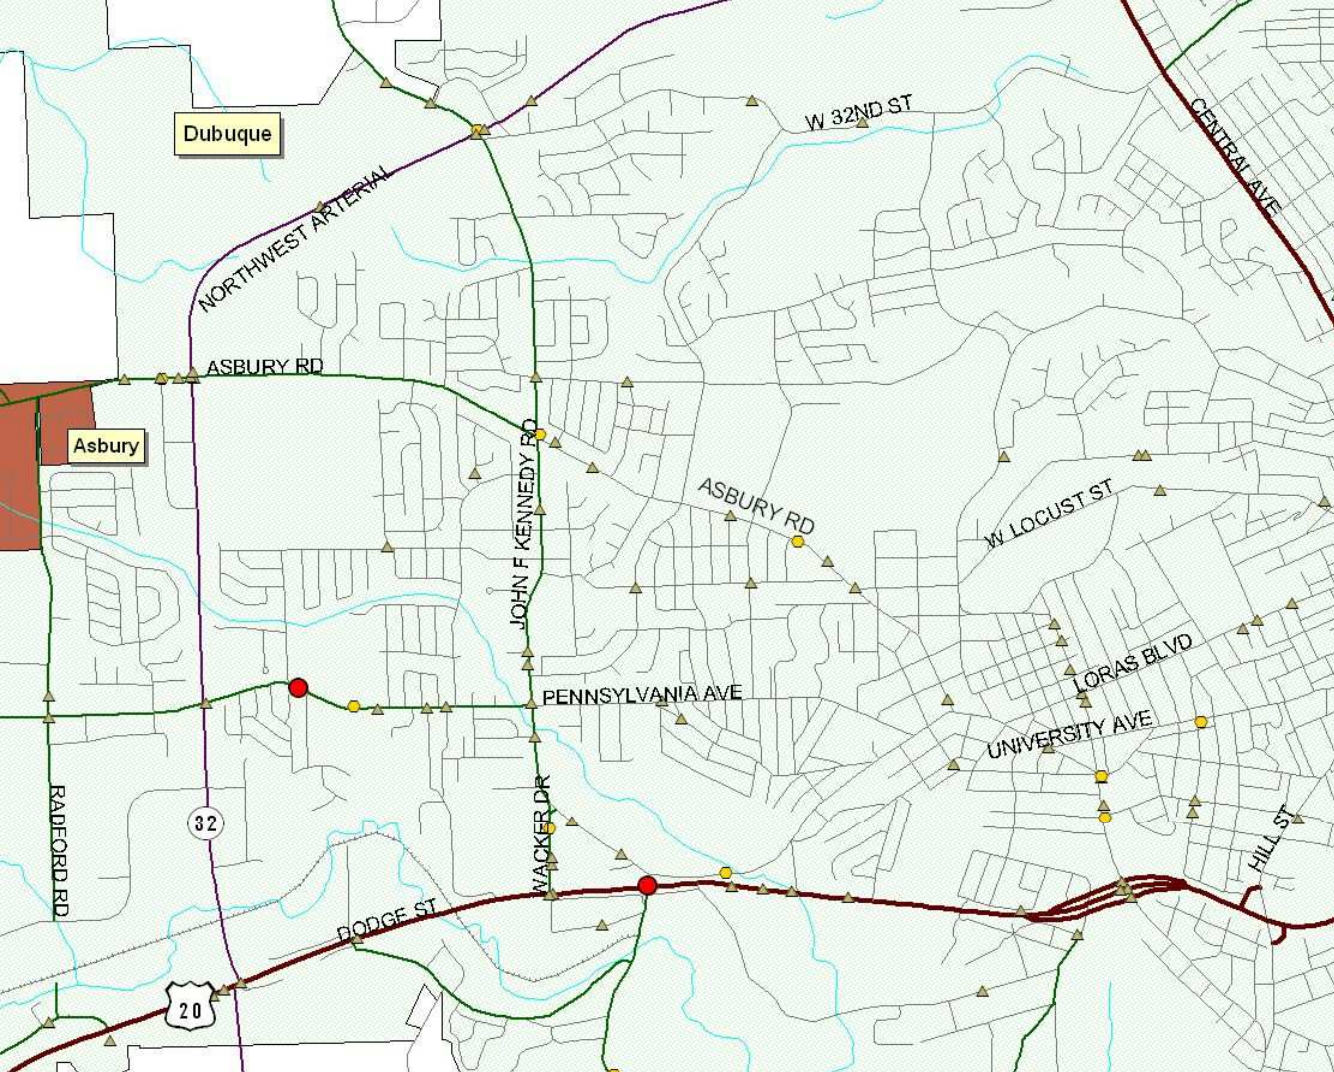 W 32ND ST
CENTRAL AVE
Dubuque
NORTHWEST ARTERIAL
ASBURY RD
Asbury
JOHN F KENNEDY RD
ASBURY RD
W LOCUST ST
LORAS BLVD
PENNSYLVANIA AVE
UNIVERSITY AVE
RADFORD RD
32
WACKER DR
HILL ST
DODGE ST
20